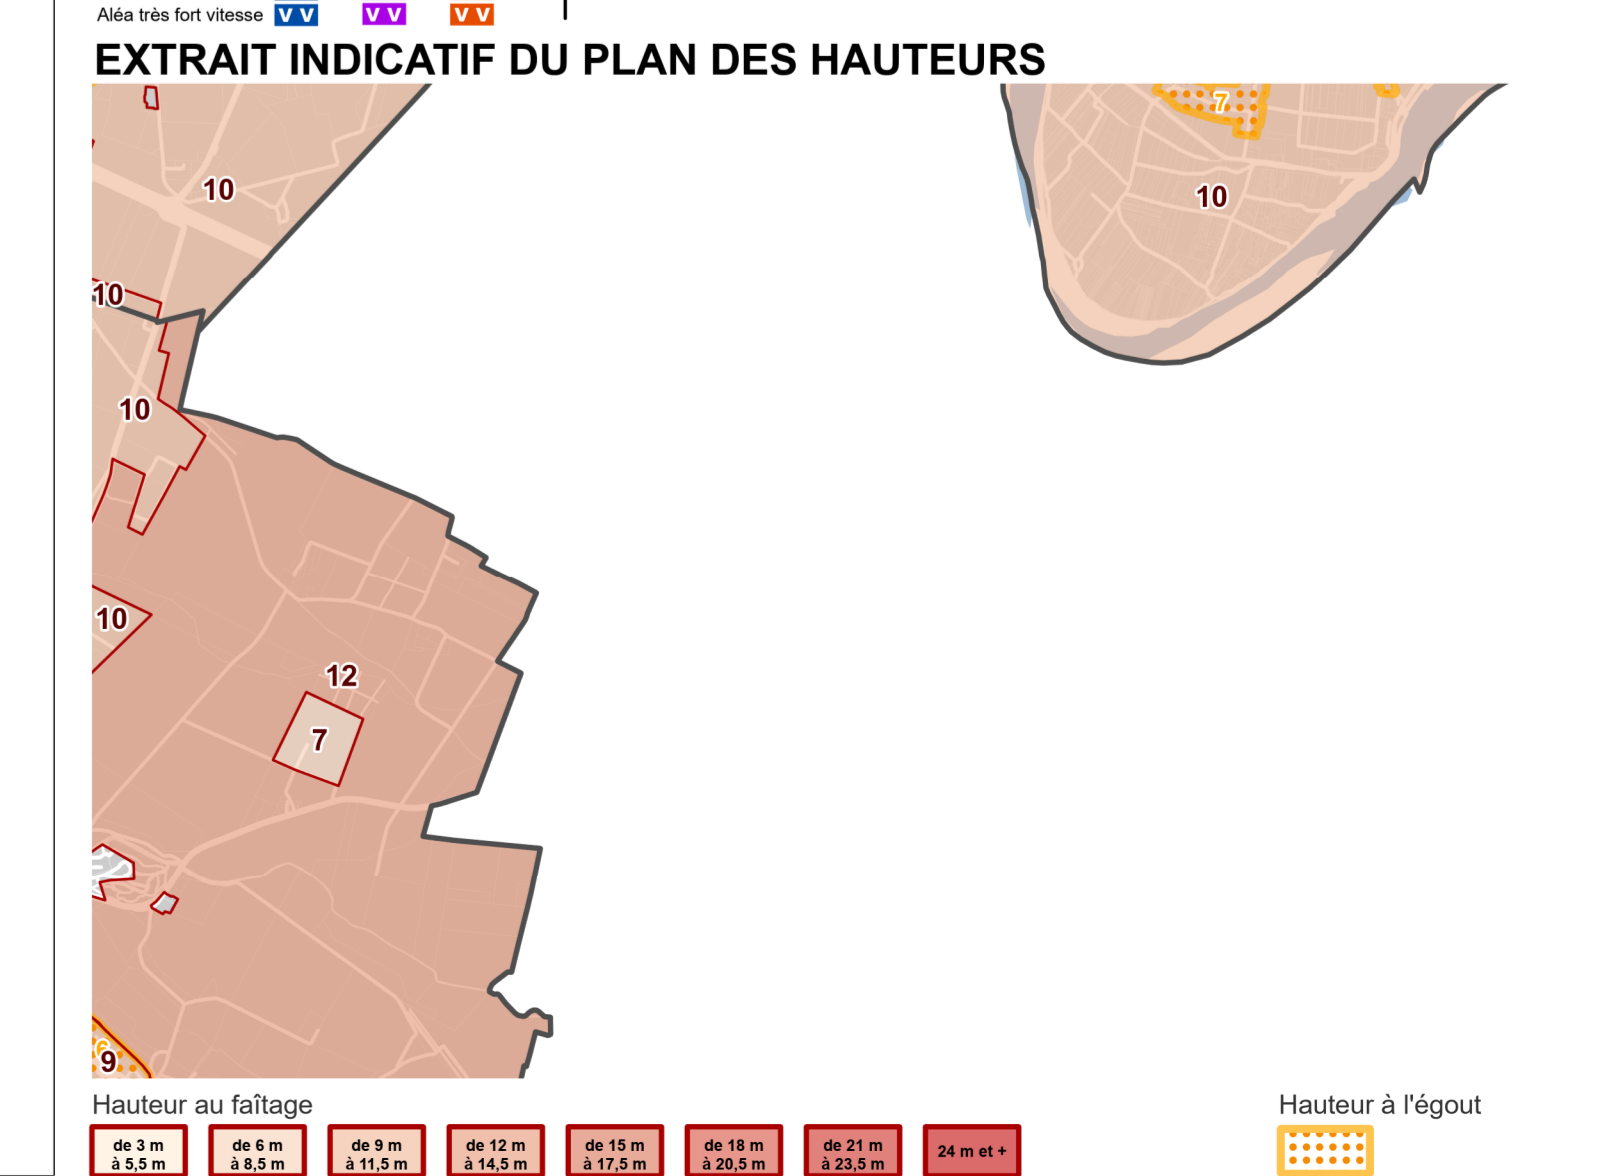 Aléa très fort vitesse V V V V V V
EXTRAIT INDICATIF DU PLAN DES HAUTEURS
7
10
10
10
10
10
12
7
6
9
Hauteur au faîtage
Hauteur à l'égout
de 3 m
à 5,5 m
de 6 m
à 8,5 m
de 9 m
à 11,5 m
de 12 m
à 14,5 m
de 15 m
à 17,5 m
de 18 m
à 20,5 m
de 21 m
à 23,5 m
24 m et +